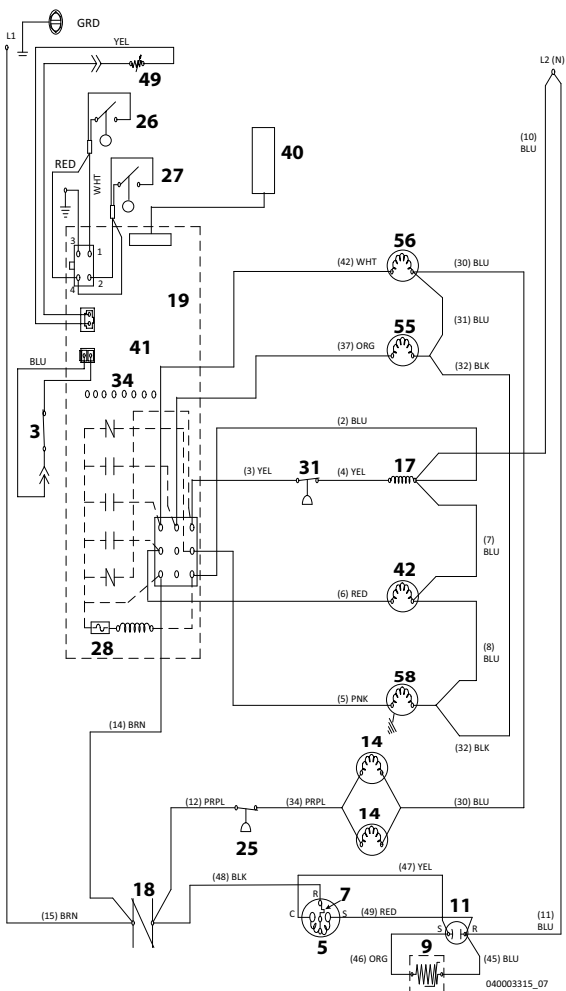 GRD
L1
YEL
49
L2 (N)
26
(10)
BLU
40
RED
WHT
27
3
1
4
2
56
(42) WHT
(30) BLU
19
(31) BLU
55
(37) ORG
41
(32) BLK
BLU
34
(2) BLU
3
(3) YEL
31
(4) YEL
17
(7)
BLU
42
(6) RED
(8)
BLU
28
58
(5) PNK
(14) BRN
14
(32) BLK
(12) PRPL
(34) PRPL
(30) BLU
14
25
(47) YEL
(48) BLK
18
R
7
11
(15) BRN
C
S
(49) RED
S
R
(11)
BLU
5
9
(46) ORG
(45) BLU
040003315_07